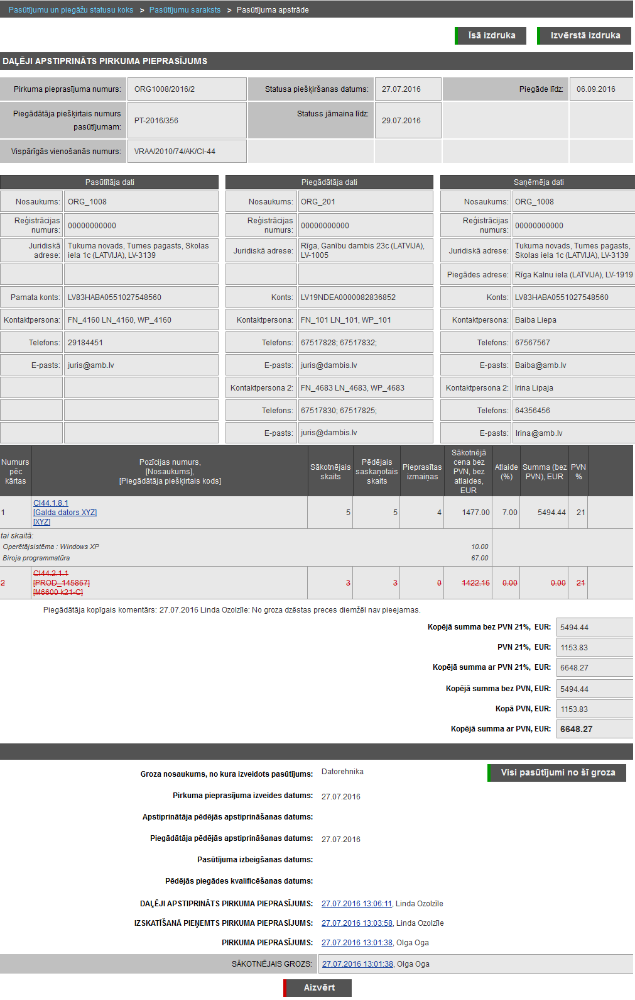 Pasūtījumu un piegāžu statusu koks > Pasūtījumu saraksts > Pasūtījuma apstrāde
Īsā izdruka
Izvērstā izdruka
DAĻĒJI APSTIPRINĀTS PIRKUMA PIEPRASĪJUMS
Pirkuma pieprasījuma numurs: ORG1008/2016/2 Statusa piešķiršanas datums: 27.07.2016 Piegāde līdz: 06.09.2016
Piegādātāja piešķirtais numurs
pasūtījumam:
PT-2016/356
Statuss jāmaina līdz:
29.07.2016
Vispārīgās vienošanās numurs: VRAA/2010/74/AK/CI-44
Pasūtītāja dati
Nosaukums: ORG_1008
Reģistrācijas
numurs:
00000000000
Juridiskā
adrese:
Tukuma novads, Tumes pagasts, Skolas
iela 1c (LATVIJA), LV-3139
Pamata konts: LV83HABA0551027548560
Kontaktpersona: FN_4160 LN_4160, WP_4160
Telefons: 29184451
E-pasts: juris@amb.lv
Piegādātāja dati
Nosaukums: ORG_201
Reģistrācijas
numurs:
00000000000
Juridiskā adrese:
Rīga, Ganību dambis 23c (LATVIJA),
LV-1005
Konts: LV19NDEA0000082836852
Kontaktpersona: FN_101 LN_101, WP_101
Telefons: 67517828; 67517832;
E-pasts: juris@dambis.lv
Kontaktpersona 2: FN_4683 LN_4683, WP_4683
Telefons: 67517830; 67517825;
E-pasts: juris@dambis.lv
Saņēmēja dati
Nosaukums: ORG_1008
Reģistrācijas
numurs:
00000000000
Juridiskā adrese:
Tukuma novads, Tumes pagasts,
Skolas iela 1c (LATVIJA), LV-3139
Piegādes adrese: Rīga Kalnu iela (LATVIJA), LV-1919
Konts: LV83HABA0551027548560
Kontaktpersona: Baiba Liepa
Telefons: 67567567
E-pasts: Baiba@amb.lv
Kontaktpersona 2: Irina Lipaja
Telefons: 64356456
E-pasts: Irina@amb.lv
Numurs
pēc
kārtas
Pozīcijas numurs,
[Nosaukums],
[Piegādātāja piešķirtais kods]
Sākotnējais
skaits
Pēdējais
saskaņotais
skaits
Pieprasītas
izmaiņas
Sākotnējā
cena bez
PVN, bez
atlaides,
EUR
Atlaide
(%)
Summa (bez
PVN), EUR
PVN
%
1
CI44.1.8.1
[Galda dators XYZ]
[XYZ]
5 5 4 1477.00 7.00 5494.44 21
tai skaitā:
Operētājsistēma : Windows XP 10.00
Biroja programmatūra 67.00
2
CI44.2.1.1
[PROD_145867]
[M6600 k21-C]
3 3 0 1422.16 0.00 0.00 21
Piegādātāja kopīgais komentārs: 27.07.2016 Linda Ozolzīle: No groza dzēstas preces diemžēl nav pieejamas.
Kopējā summa bez PVN 21%, EUR: 5494.44
PVN 21%, EUR: 1153.83
Kopējā summa ar PVN 21%, EUR: 6648.27
Kopējā summa bez PVN, EUR: 5494.44
Kopā PVN, EUR: 1153.83
Kopējā summa ar PVN, EUR: 6648.27
Groza nosaukums, no kura izveidots pasūtījums: Datorehnika
Visi pasūtījumi no šī groza
Pirkuma pieprasījuma izveides datums: 27.07.2016
Apstiprinātāja pēdējās apstiprināšanas datums:
Piegādātāja pēdējās apstiprināšanas datums: 27.07.2016
Pasūtījuma izbeigšanas datums:
Pēdējās piegādes kvalificēšanas datums:
DAĻĒJI APSTIPRINĀTS PIRKUMA PIEPRASĪJUMS: 27.07.2016 13:06:11, Linda Ozolzīle
IZSKATĪŠANĀ PIEŅEMTS PIRKUMA PIEPRASĪJUMS: 27.07.2016 13:03:58, Linda Ozolzīle
PIRKUMA PIEPRASĪJUMS: 27.07.2016 13:01:38, Olga Oga
SĀKOTNĒJAIS GROZS: 27.07.2016 13:01:38, Olga Oga
Aizvērt